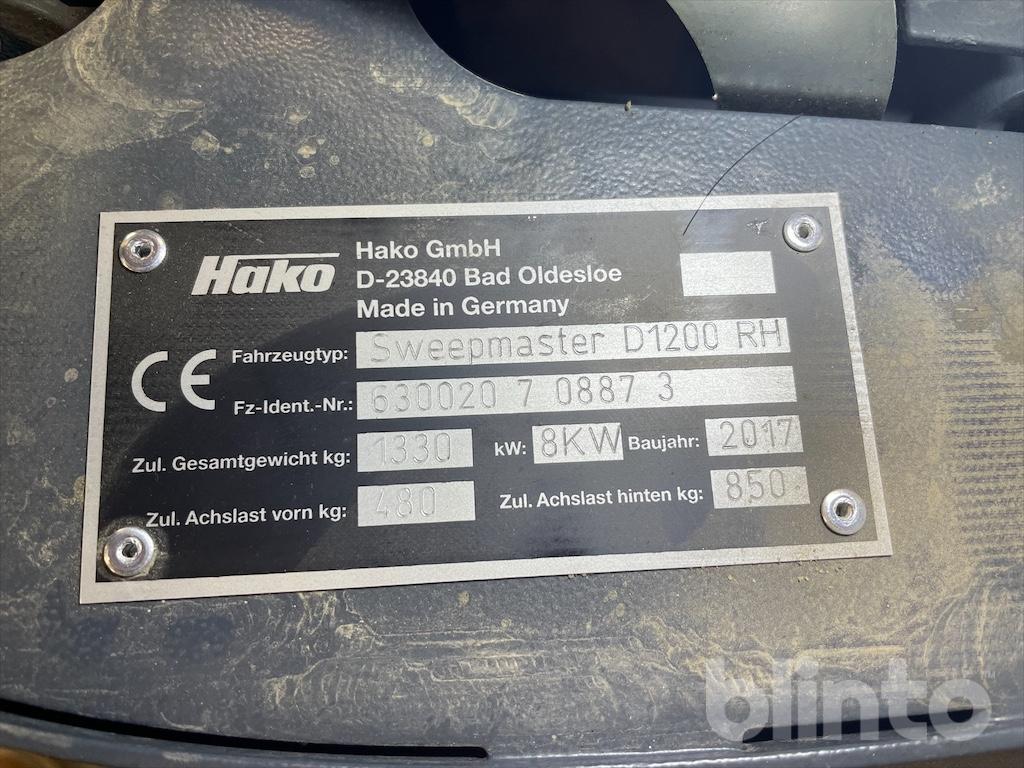 Hako
Hako GmbH
D-23840 Bad Oldesloe
Made in Germany
CE
Fahrzeugtyp: Sweepmaster D1200 RH
Fz-Ident.-Nr.: 630020 7 0887 3
Zul. Gesamtgewicht kg: 1330 kW: 8KW Baujahr: 2017
Zul. Achslast vorn kg: 480 Zul. Achslast hinten kg: 850
blinto